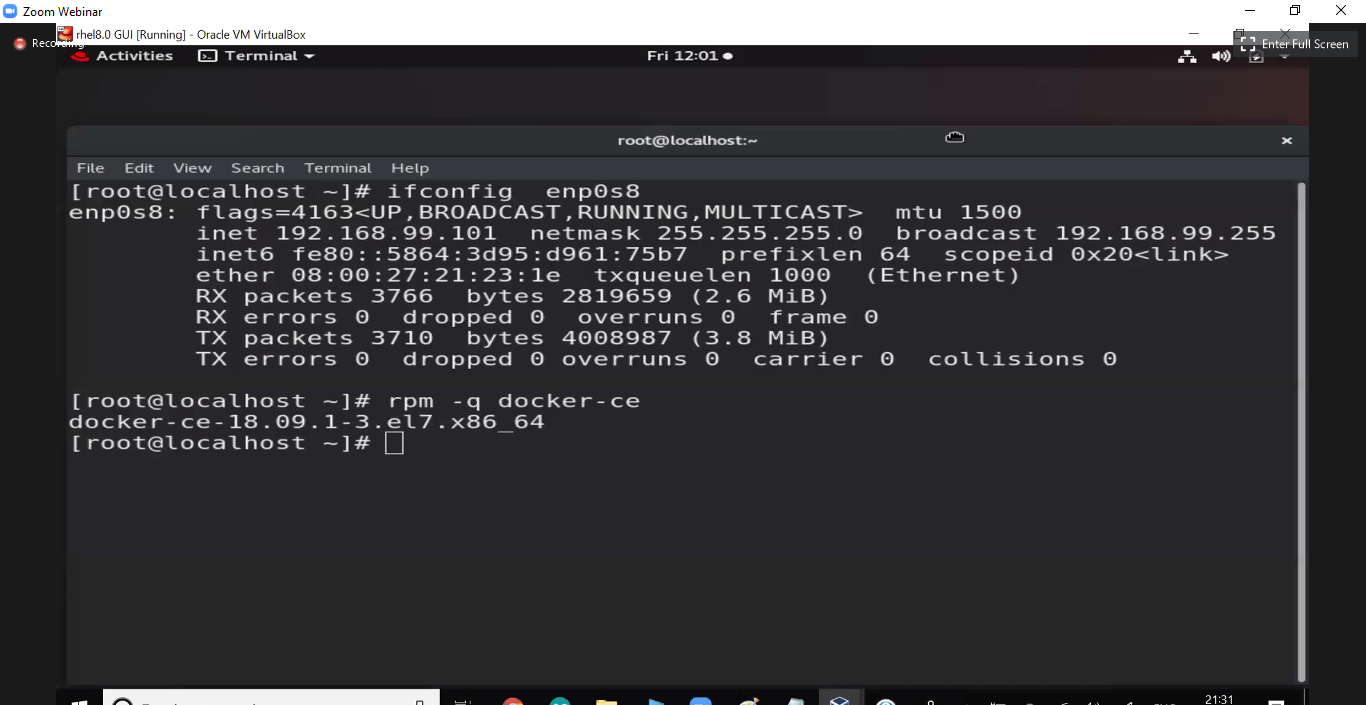 Zoom Webinar
rhel8.0 GUI [Running] - Oracle VM VirtualBox
Recording
Enter Full Screen
Activities Terminal Fri 12:01
root@localhost:~
File Edit View Search Terminal Help
[root@localhost ~]# ifconfig enp0s8
enp0s8: flags=4163<UP,BROADCAST,RUNNING,MULTICAST> mtu 1500
inet 192.168.99.101 netmask 255.255.255.0 broadcast 192.168.99.255
inet6 fe80::5864:3d95:d961:75b7 prefixlen 64 scopeid 0x20<link>
ether 08:00:27:21:23:1e txqueuelen 1000 (Ethernet)
RX packets 3766 bytes 2819659 (2.6 MiB)
RX errors 0 dropped 0 overruns 0 frame 0
TX packets 3710 bytes 4008987 (3.8 MiB)
TX errors 0 dropped 0 overruns 0 carrier 0 collisions 0
[root@localhost ~]# rpm -q docker-ce
docker-ce-18.09.1-3.el7.x86_64
[root@localhost ~]#
21:31